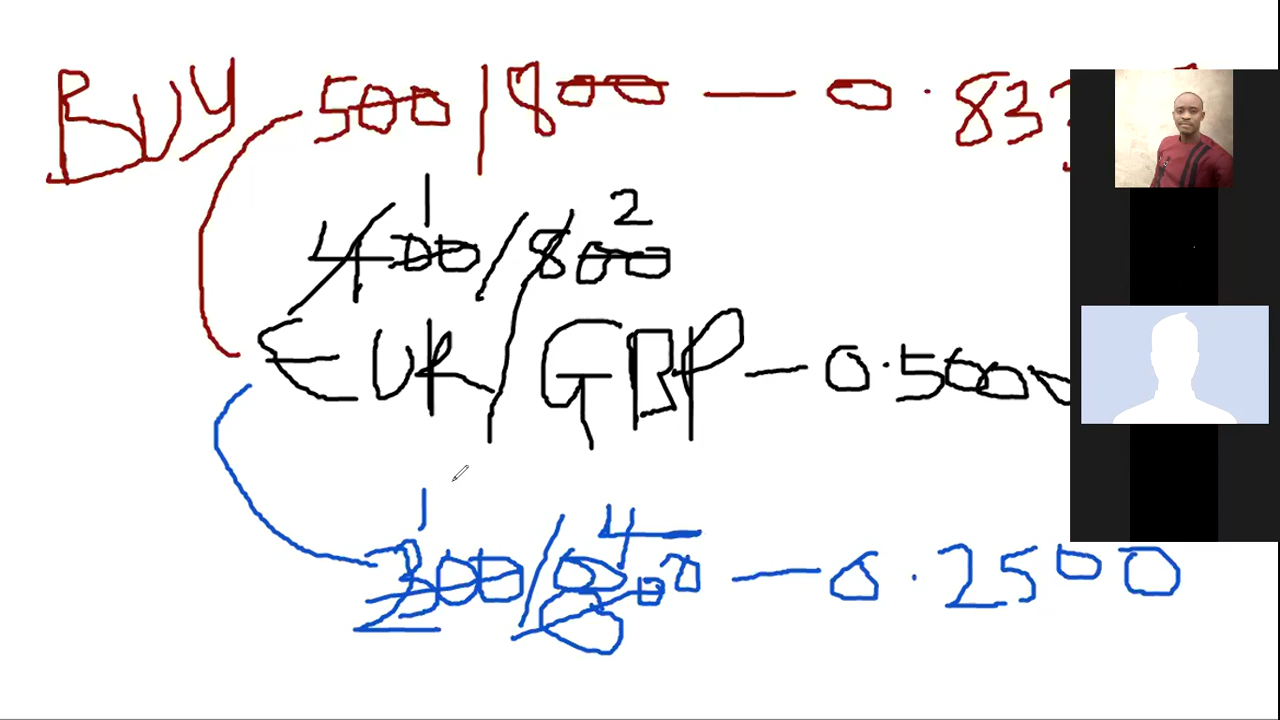 BUY 500/800 — 0.833
1 2
400/800
EUR/GBP — 0.5000
1 4
200/800 — 0.2500